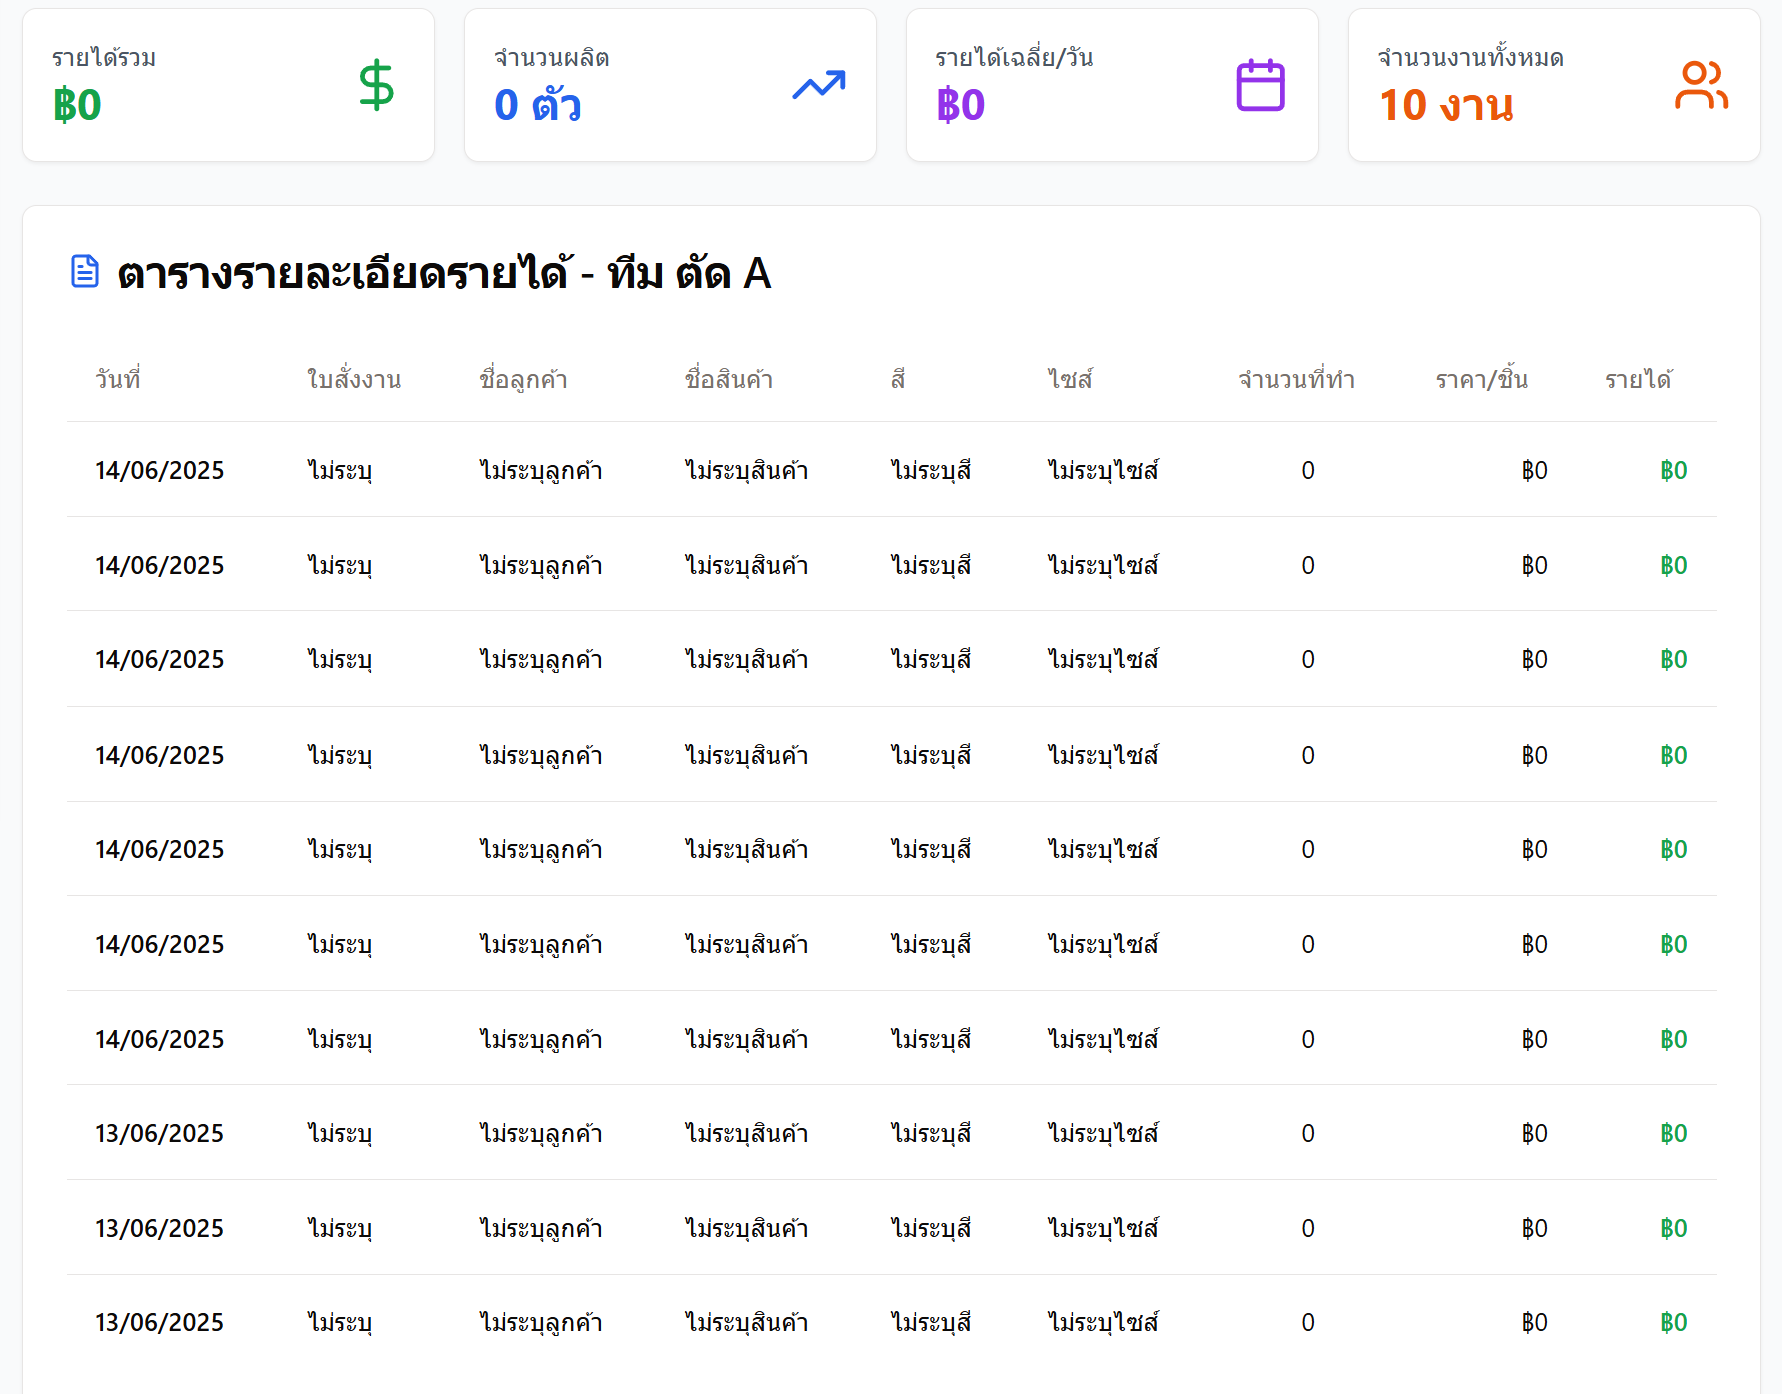 รายได้รวม
฿0
จำนวนผลิต
0 ตัว
รายได้เฉลี่ย/วัน
฿0
จำนวนงานทั้งหมด
10 งาน
ตารางรายละเอียดรายได้ - ทีม ตัด A
วันที่ ใบสั่งงาน ชื่อลูกค้า ชื่อสินค้า สี ไซส์ จำนวนที่ทำ ราคา/ชิ้น รายได้
14/06/2025 ไม่ระบุ ไม่ระบุลูกค้า ไม่ระบุสินค้า ไม่ระบุสี ไม่ระบุไซส์ 0 ฿0 ฿0
14/06/2025 ไม่ระบุ ไม่ระบุลูกค้า ไม่ระบุสินค้า ไม่ระบุสี ไม่ระบุไซส์ 0 ฿0 ฿0
14/06/2025 ไม่ระบุ ไม่ระบุลูกค้า ไม่ระบุสินค้า ไม่ระบุสี ไม่ระบุไซส์ 0 ฿0 ฿0
14/06/2025 ไม่ระบุ ไม่ระบุลูกค้า ไม่ระบุสินค้า ไม่ระบุสี ไม่ระบุไซส์ 0 ฿0 ฿0
14/06/2025 ไม่ระบุ ไม่ระบุลูกค้า ไม่ระบุสินค้า ไม่ระบุสี ไม่ระบุไซส์ 0 ฿0 ฿0
14/06/2025 ไม่ระบุ ไม่ระบุลูกค้า ไม่ระบุสินค้า ไม่ระบุสี ไม่ระบุไซส์ 0 ฿0 ฿0
14/06/2025 ไม่ระบุ ไม่ระบุลูกค้า ไม่ระบุสินค้า ไม่ระบุสี ไม่ระบุไซส์ 0 ฿0 ฿0
13/06/2025 ไม่ระบุ ไม่ระบุลูกค้า ไม่ระบุสินค้า ไม่ระบุสี ไม่ระบุไซส์ 0 ฿0 ฿0
13/06/2025 ไม่ระบุ ไม่ระบุลูกค้า ไม่ระบุสินค้า ไม่ระบุสี ไม่ระบุไซส์ 0 ฿0 ฿0
13/06/2025 ไม่ระบุ ไม่ระบุลูกค้า ไม่ระบุสินค้า ไม่ระบุสี ไม่ระบุไซส์ 0 ฿0 ฿0